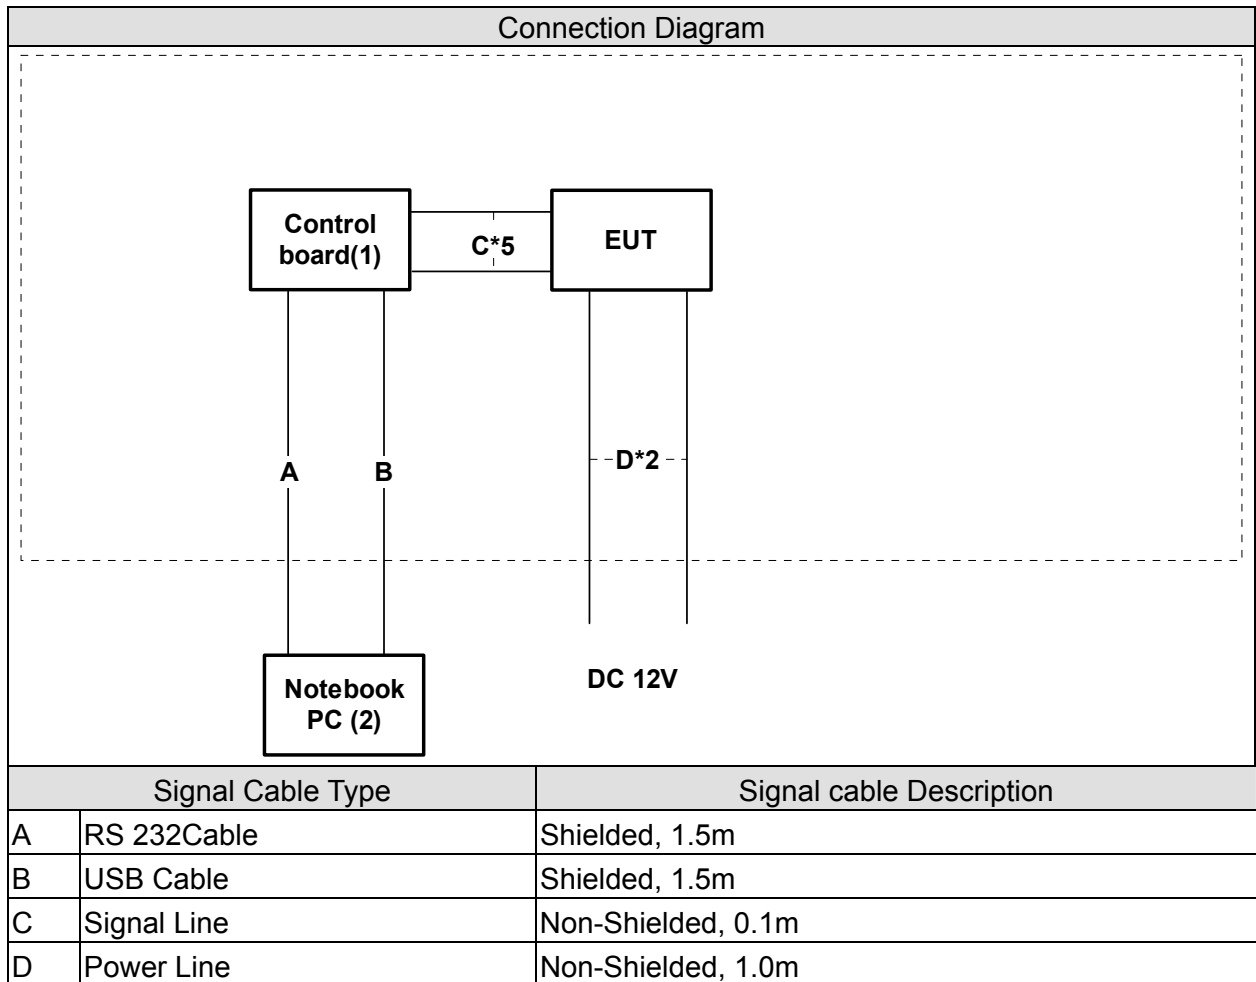 Connection Diagram
Control
board(1)
C*5
EUT
A
B
D*2
Notebook
PC (2)
DC 12V
Signal Cable Type
Signal cable Description
A
RS 232Cable
Shielded, 1.5m
B
USB Cable
Shielded, 1.5m
C
Signal Line
Non-Shielded, 0.1m
D
Power Line
Non-Shielded, 1.0m